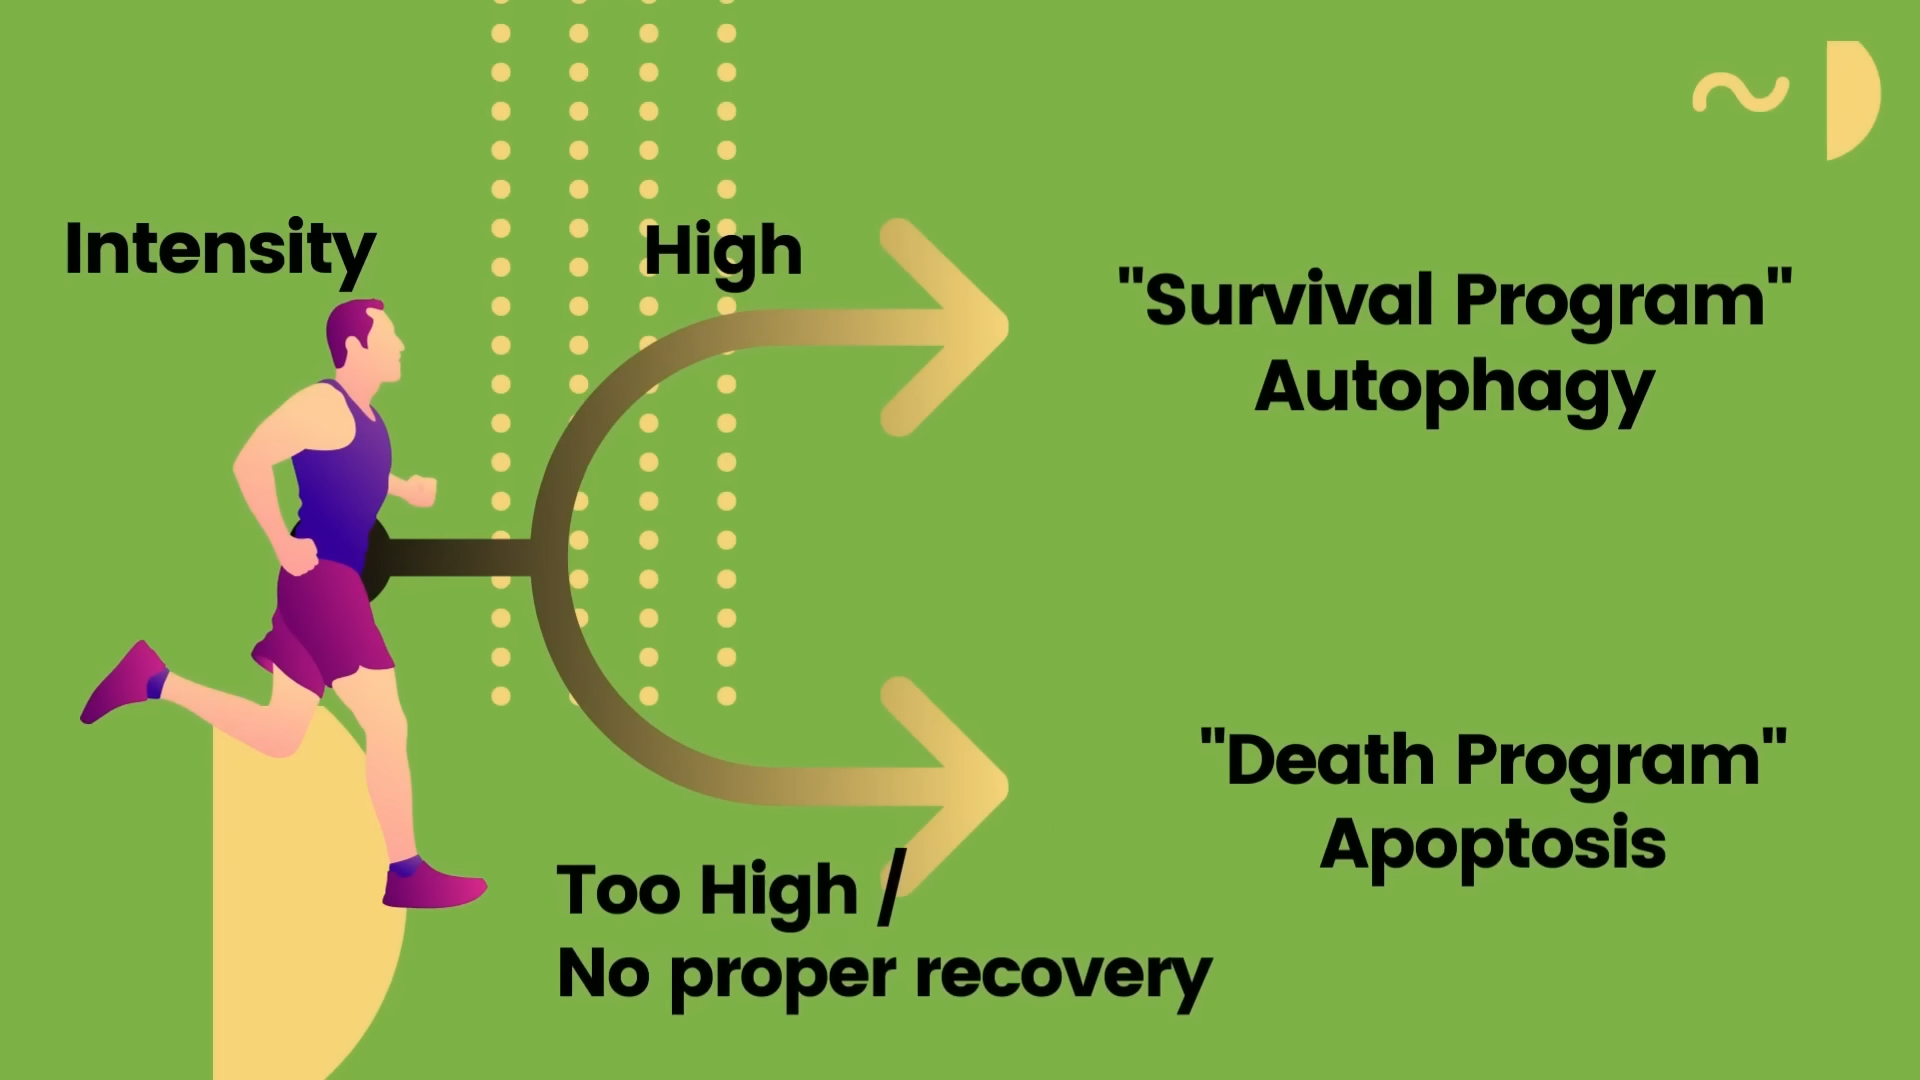 Intensity
High
"Survival Program"
Autophagy
"Death Program"
Apoptosis
Too High /
No proper recovery